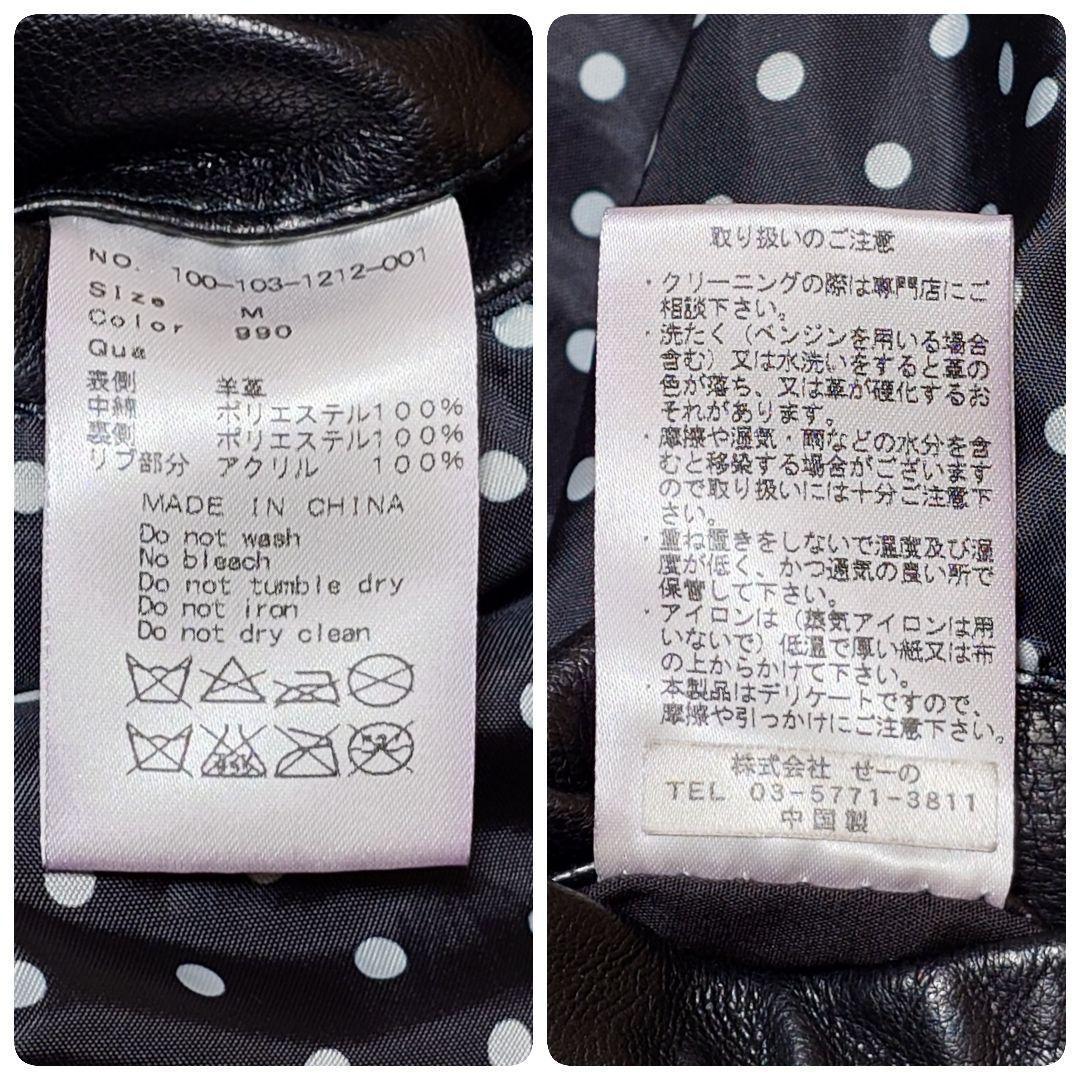 NO. 100-103-1212-001
Size M
Color 990
Qua
表側 羊革
中綿 ポリエステル100%
裏側 ポリエステル100%
リブ部分 アクリル 100%
MADE IN CHINA
Do not wash
No bleach
Do not tumble dry
Do not iron
Do not dry clean
取り扱いのご注意
・クリーニングの際は専門店にご
相談下さい。
・洗たく(ベンジンを用いる場合
含む)又は水洗いをすると革の
色が落ち、又は革が硬化するお
それがあります。
・摩擦や湿気・雨などの水分を含
むと移染する場合がございます
ので取り扱いには十分ご注意下
さい。
・重ね置きをしないで温度及び湿
度が低く、かつ通気の良い所で
保管して下さい。
・アイロンは(蒸気アイロンは用
いないで)低温で厚い紙又は布
の上からかけて下さい。
・本製品はデリケートですので、
摩擦や引っかけにご注意下さい。
株式会社 せーの
TEL 03-5771-3811
中国製